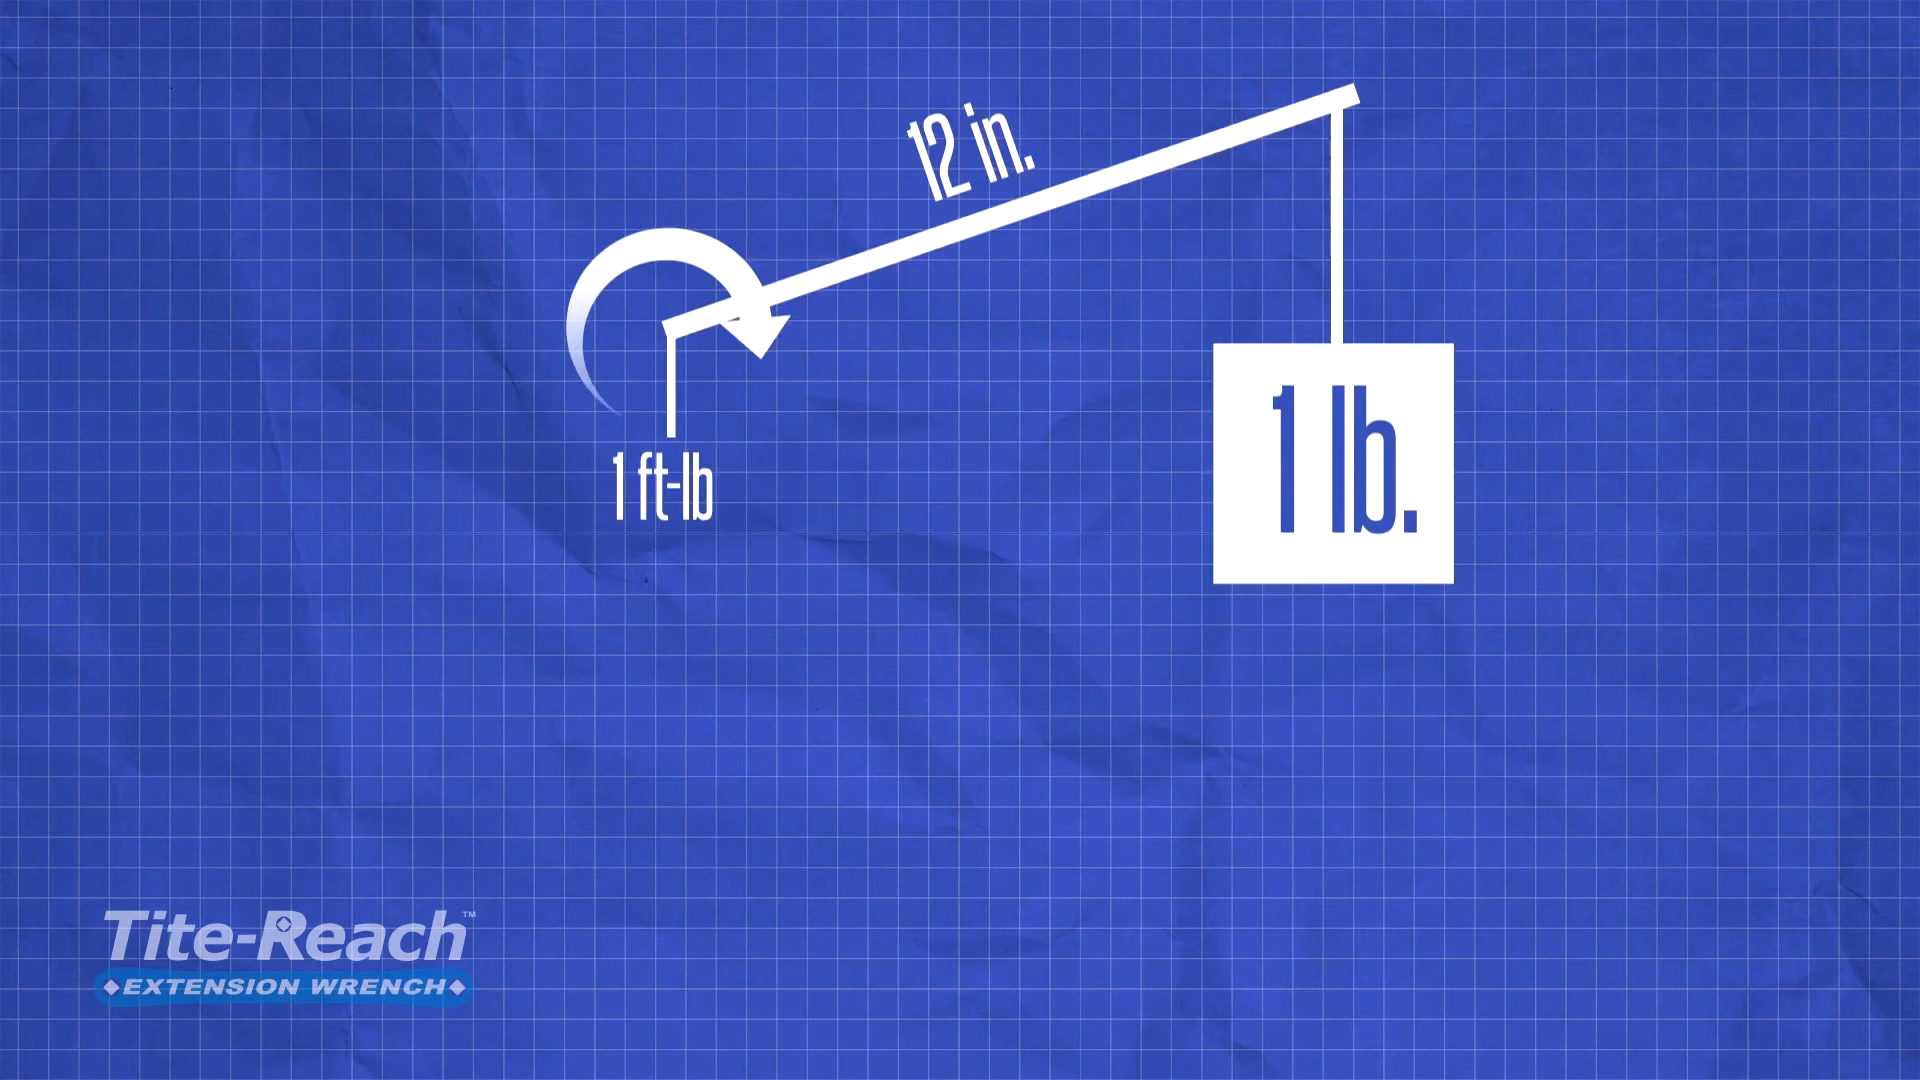 12 in.
1 ft-lb
1 lb.
Tite-Reach™
EXTENSION WRENCH